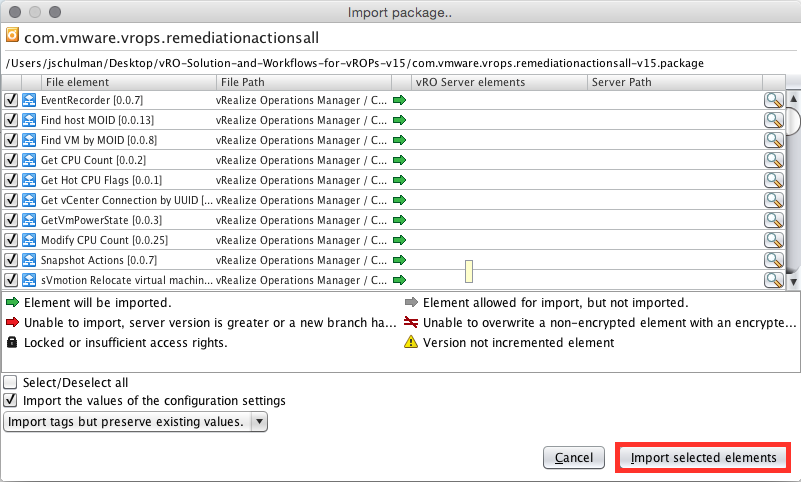 Import package..
com.vmware.vrops.remediationactionsall
/Users/jschulman/Desktop/vRO-Solution-and-Workflows-for-vROPs-v15/com.vmware.vrops.remediationactionsall-v15.package
File element File Path vRO Server elements Server Path
EventRecorder [0.0.7] vRealize Operations Manager / C...
Find host MOID [0.0.13] vRealize Operations Manager / C...
Find VM by MOID [0.0.8] vRealize Operations Manager / C...
Get CPU Count [0.0.2] vRealize Operations Manager / C...
Get Hot CPU Flags [0.0.1] vRealize Operations Manager / C...
Get vCenter Connection by UUID [... vRealize Operations Manager / C...
GetVmPowerState [0.0.3] vRealize Operations Manager / C...
Modify CPU Count [0.0.25] vRealize Operations Manager / C...
Snapshot Actions [0.0.7] vRealize Operations Manager / C...
sVmotion Relocate virtual machin... vRealize Operations Manager / C...
Element will be imported. Element allowed for import, but not imported.
Unable to import, server version is greater or a new branch ha... Unable to overwrite a non-encrypted element with an encrypte...
Locked or insufficient access rights. Version not incremented element
Select/Deselect all
Import the values of the configuration settings
Import tags but preserve existing values.
Cancel Import selected elements